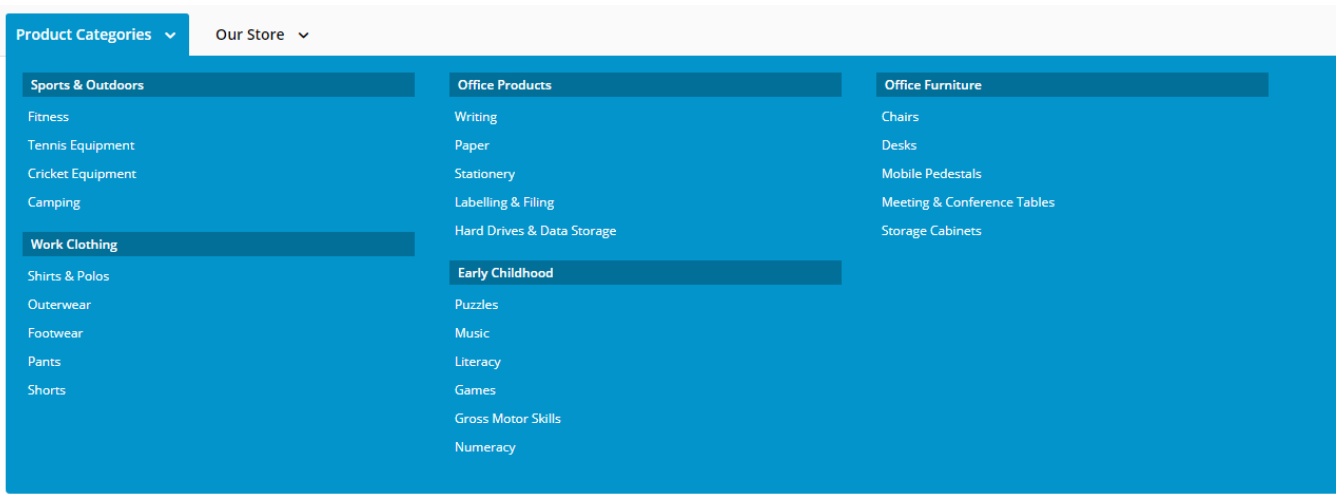 Product Categories
Our Store
Sports & Outdoors
Fitness
Tennis Equipment
Cricket Equipment
Camping
Work Clothing
Shirts & Polos
Outerwear
Footwear
Pants
Shorts
Office Products
Writing
Paper
Stationery
Labelling & Filing
Hard Drives & Data Storage
Early Childhood
Puzzles
Music
Literacy
Games
Gross Motor Skills
Numeracy
Office Furniture
Chairs
Desks
Mobile Pedestals
Meeting & Conference Tables
Storage Cabinets